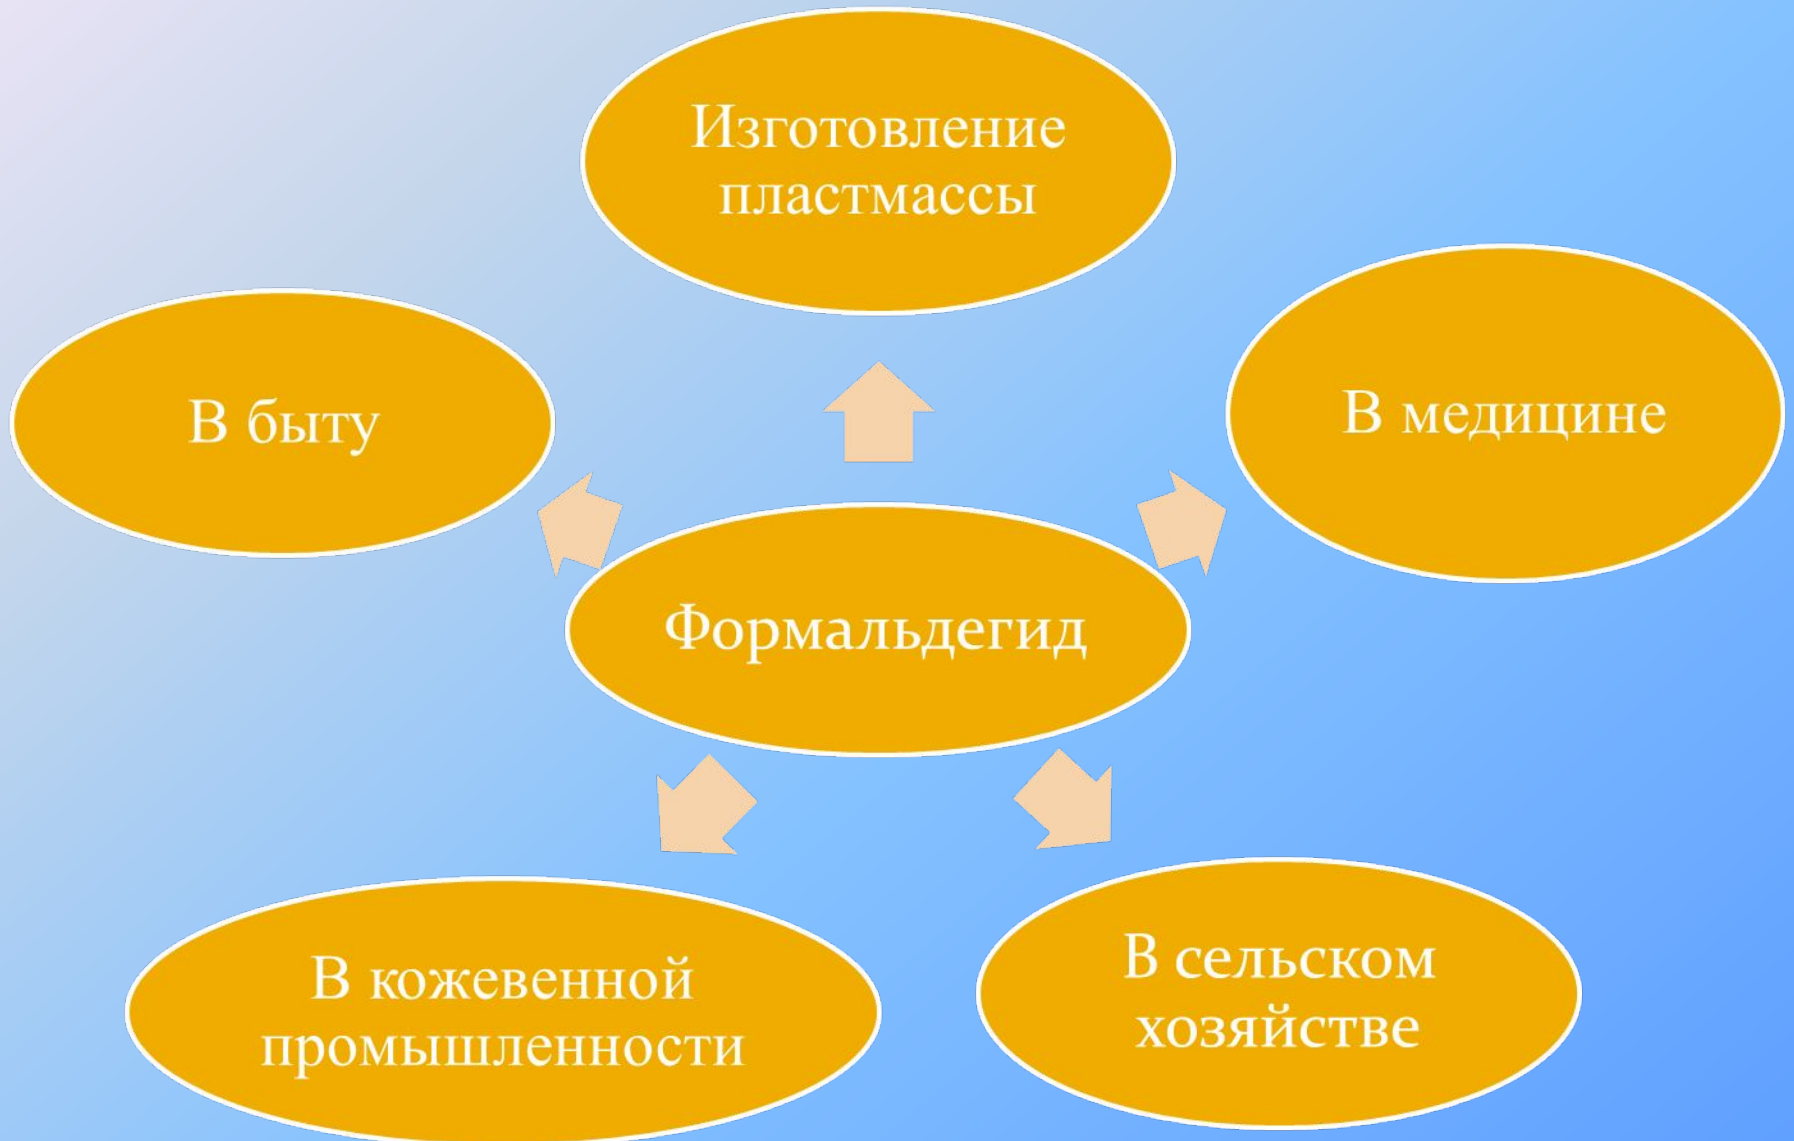 Изготовление
пластмассы
В быту
В медицине
Формальдегид
В кожевенной
промышленности
В сельском
хозяйстве